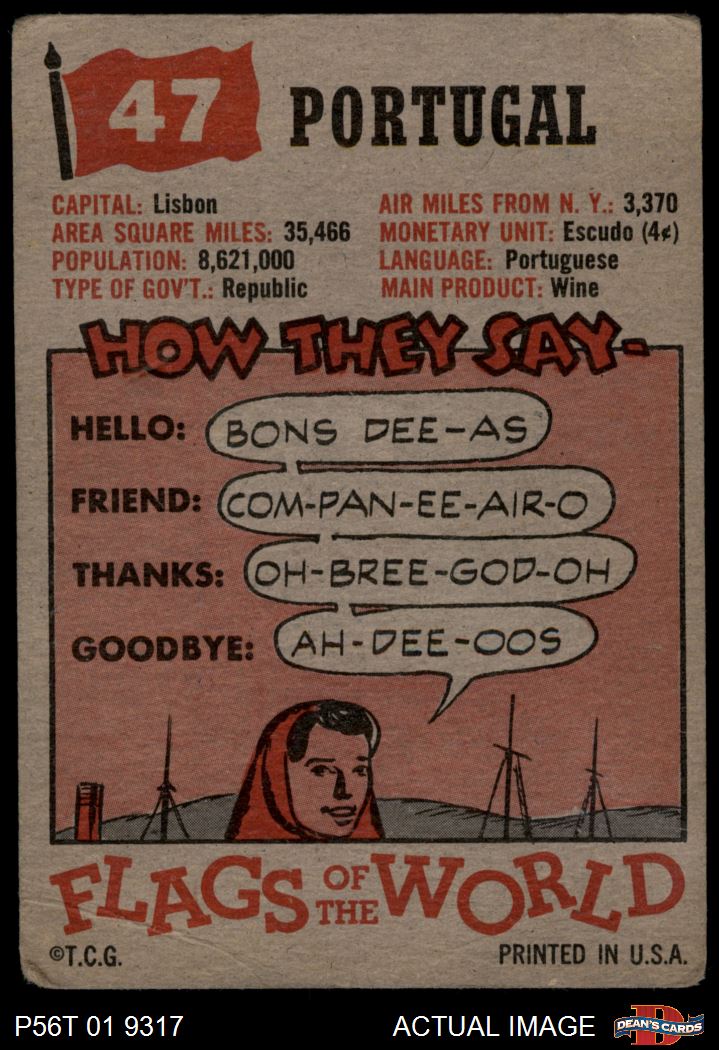 47 PORTUGAL
CAPITAL: Lisbon
AREA SQUARE MILES: 35,466
POPULATION: 8,621,000
TYPE OF GOV'T.: Republic
AIR MILES FROM N. Y.: 3,370
MONETARY UNIT: Escudo (4¢)
LANGUAGE: Portuguese
MAIN PRODUCT: Wine
HOW THEY SAY-
HELLO: BONS DEE-AS
FRIEND: COM-PAN-EE-AIR-O
THANKS: OH-BREE-GOD-OH
GOODBYE: AH-DEE-OOS
FLAGS OF THE WORLD
©T.C.G. PRINTED IN U.S.A.
P56T 01 9317 ACTUAL IMAGE D DEAN'S CARDS